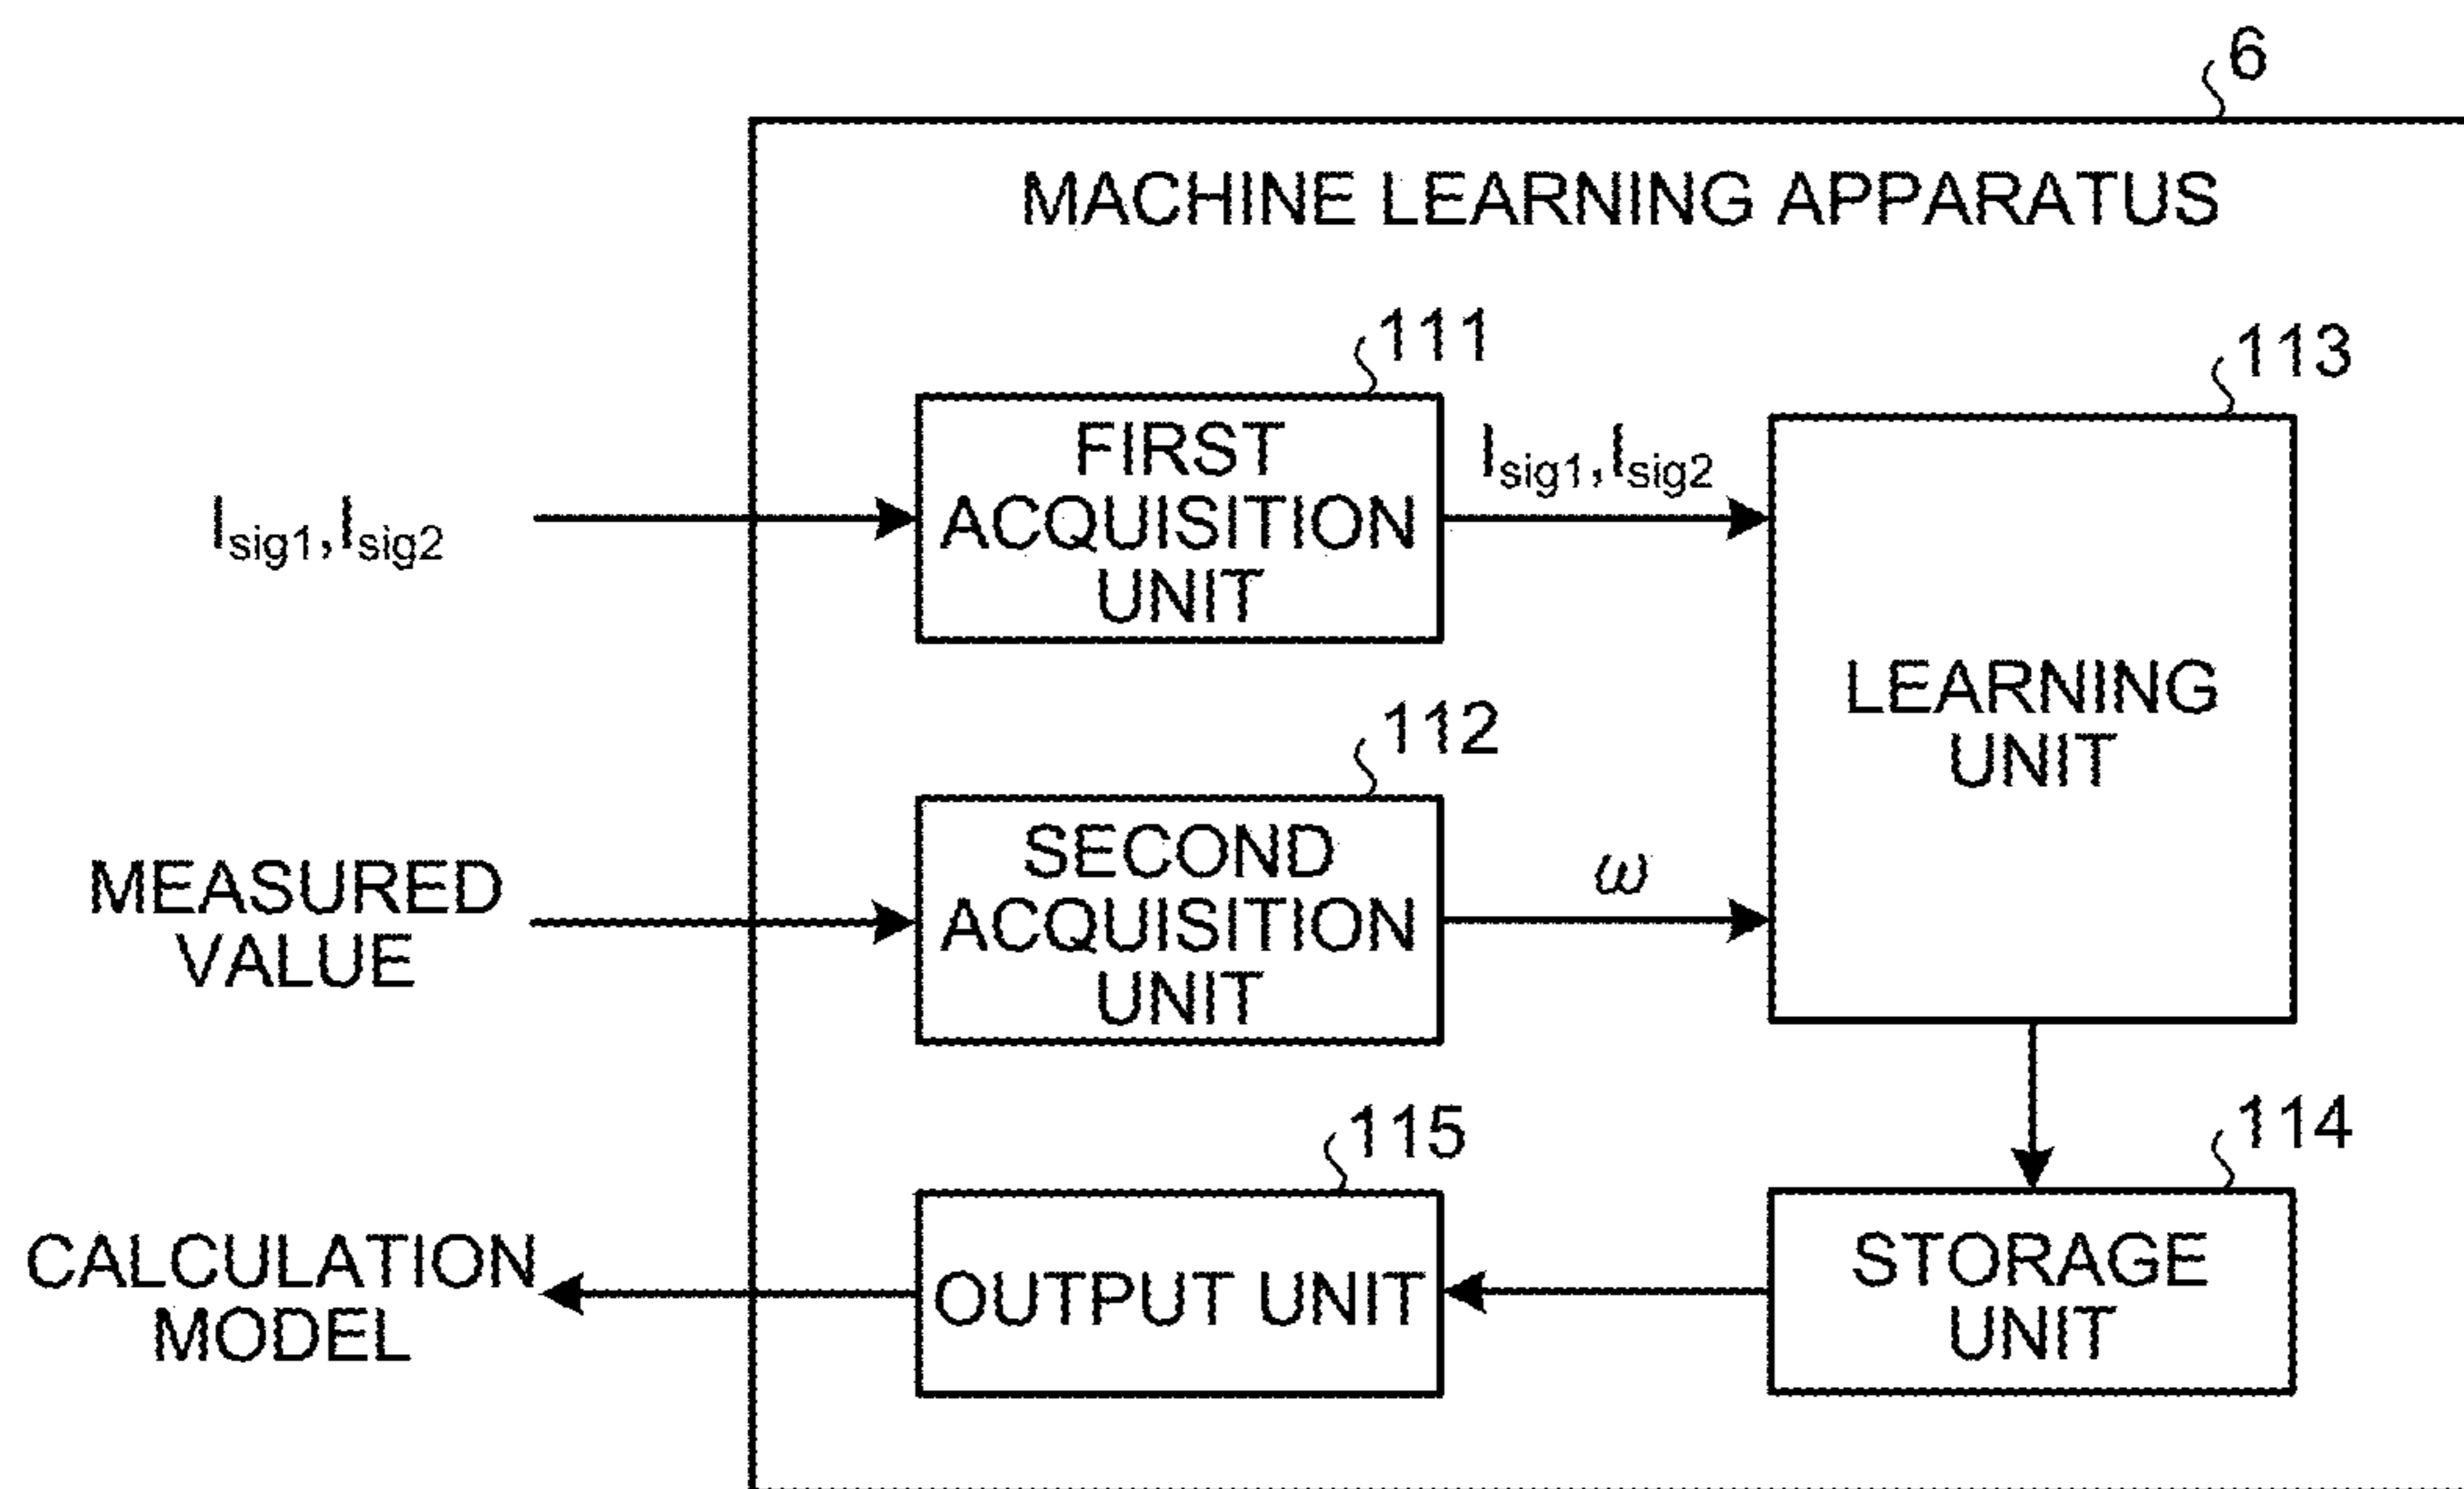 6
MACHINE LEARNING APPARATUS
111
113
FIRST
ACQUISITION
UNIT
Isig1,Isig2
Isig1,Isig2
LEARNING
UNIT
112
SECOND
ACQUISITION
UNIT
ω
MEASURED
VALUE
115
114
CALCULATION
MODEL
OUTPUT UNIT
STORAGE
UNIT